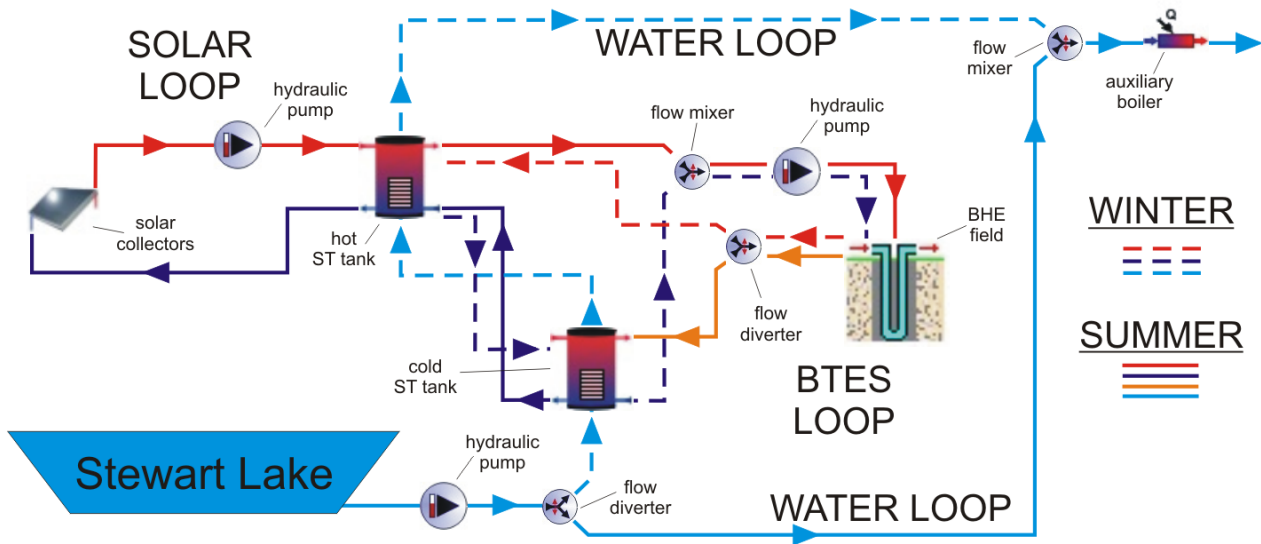 SOLAR
LOOP
WATER LOOP
Q
flow
mixer
auxiliary
boiler
hydraulic
pump
flow mixer
hydraulic
pump
solar
collectors
hot
ST tank
BHE
field
WINTER
flow
diverter
SUMMER
cold
ST tank
BTES
LOOP
Stewart Lake
hydraulic
pump
flow
diverter
WATER LOOP